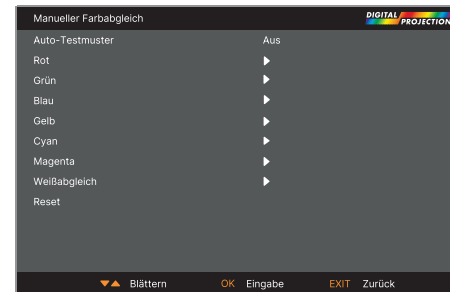 Manueller Farbabgleich
DIGITAL PROJECTION
Auto-Testmuster Aus
Rot
Grün
Blau
Gelb
Cyan
Magenta
Weißabgleich
Reset
Blättern OK Eingabe EXIT Zurück